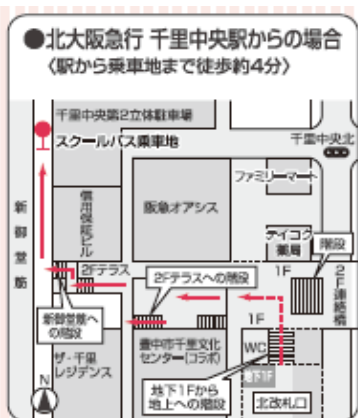 ●北大阪急行 千里中央駅からの場合
〈駅から乗車地まで徒歩約4分〉
千里中央第2立体駐車場
スクールバス乗車地
千里中央北
ファミリーマート
新御堂筋
信用保証ビル
阪急オアシス
テイコク
薬局
階段
2Fテラス
2Fテラスへの階段
1F
2F連絡橋
新御堂筋へ
の階段
1F
ザ・千里
レジデンス
豊中市千里文化
センター(コラボ)
WC
地下1F
地下1Fから
地上への階段
北改札口
N